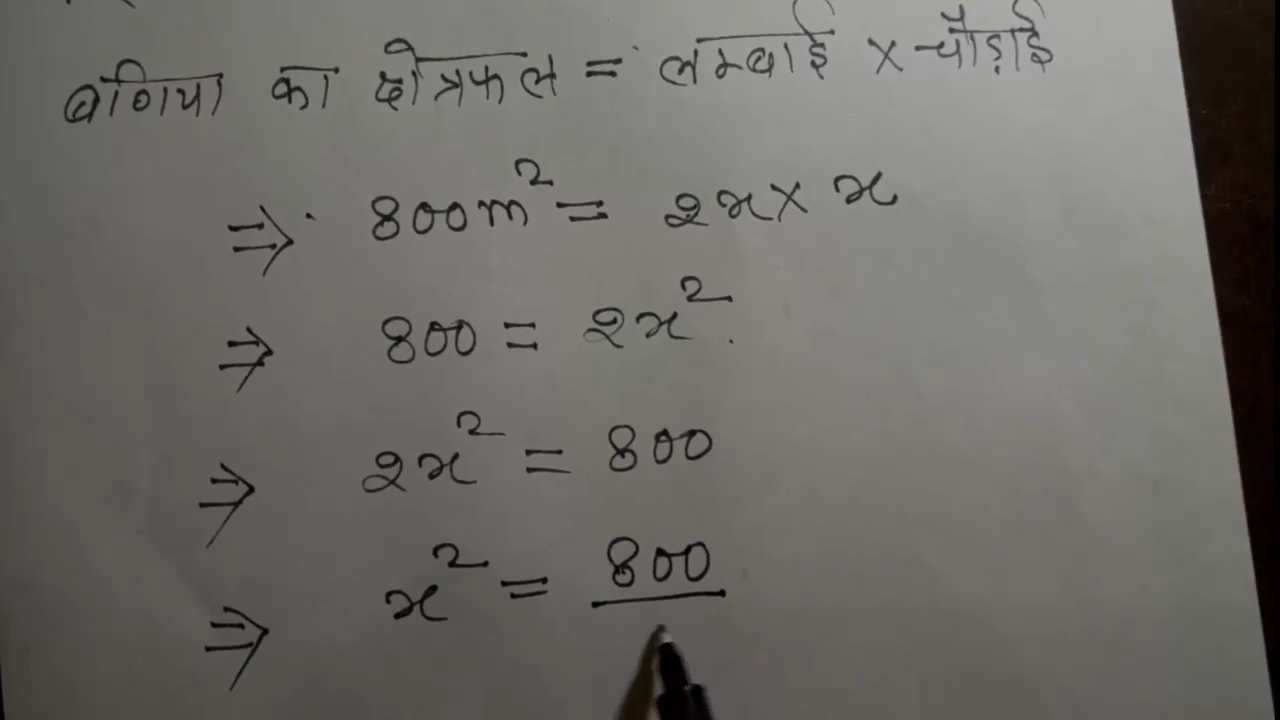 बगिया का क्षेत्रफल = लम्बाई × चौड़ाई
⇒ 800m² = 2x × x
⇒ 800 = 2x²
⇒ 2x² = 800
⇒ x² = 800